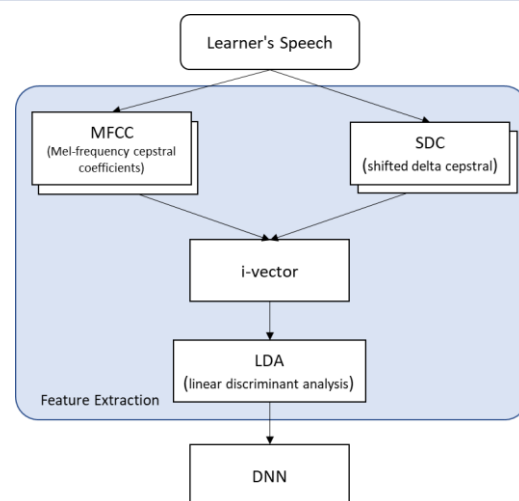 Learner's Speech
MFCC
(Mel-frequency cepstral
coefficients)
SDC
(shifted delta cepstral)
i-vector
LDA
(linear discriminant analysis)
Feature Extraction
DNN